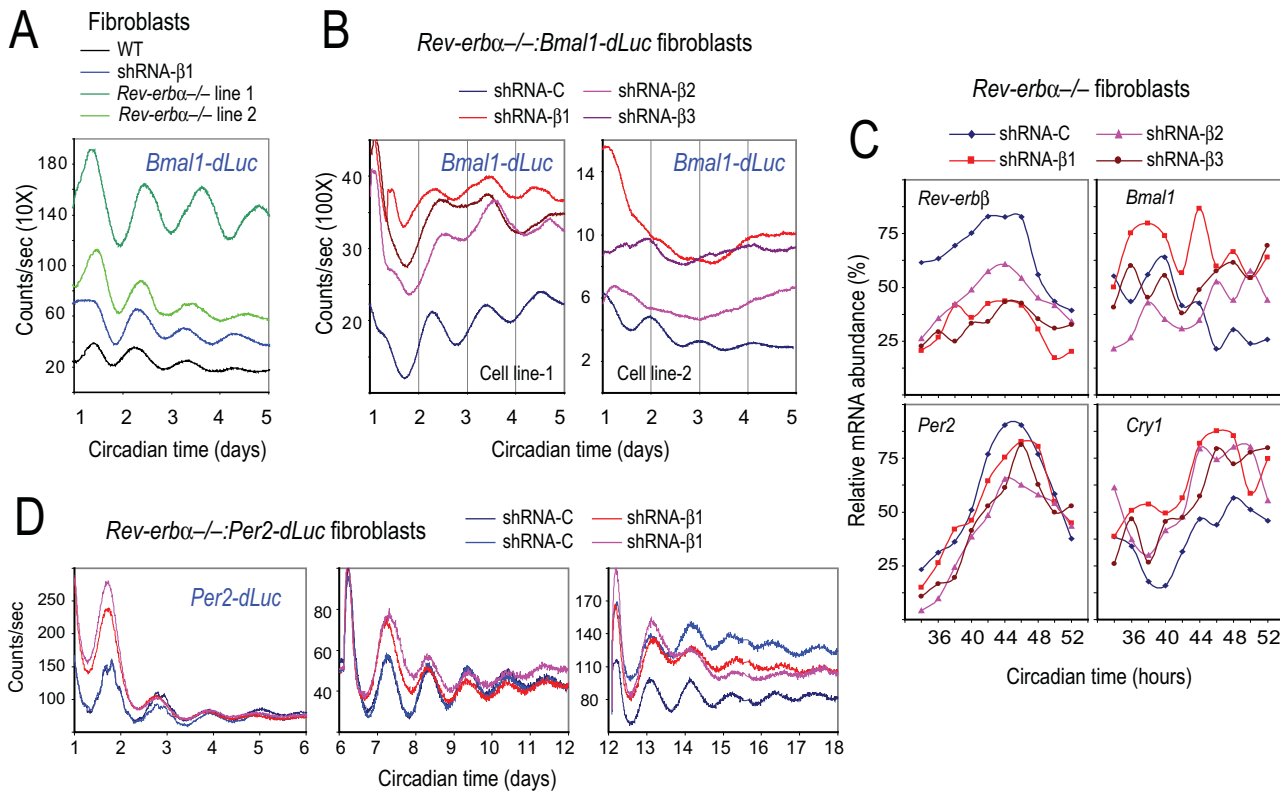 A
Fibroblasts
WT
shRNA-β1
Rev-erbα–/– line 1
Rev-erbα–/– line 2
Bmal1-dLuc
Counts/sec (10X)
180
140
100
60
20
1 2 3 4 5
Circadian time (days)
B
Rev-erbα–/–:Bmal1-dLuc fibroblasts
shRNA-C shRNA-β2
shRNA-β1 shRNA-β3
Bmal1-dLuc Bmal1-dLuc
Counts/sec (100X)
40
30
20
14
10
6
2
Cell line-1 Cell line-2
1 2 3 4 5 1 2 3 4 5
Circadian time (days)
C
Rev-erbα–/– fibroblasts
shRNA-C shRNA-β2
shRNA-β1 shRNA-β3
Rev-erbβ Bmal1
75
50
25
Per2 Cry1
75
50
25
Relative mRNA abundance (%)
36 40 44 48 52 36 40 44 48 52
Circadian time (hours)
D
Rev-erbα–/–:Per2-dLuc fibroblasts
shRNA-C shRNA-β1
shRNA-C shRNA-β1
Per2-dLuc
Counts/sec
250
200
150
100
80
60
40
170
140
110
80
1 2 3 4 5 6 6 7 8 9 10 11 12 12 13 14 15 16 17 18
Circadian time (days)